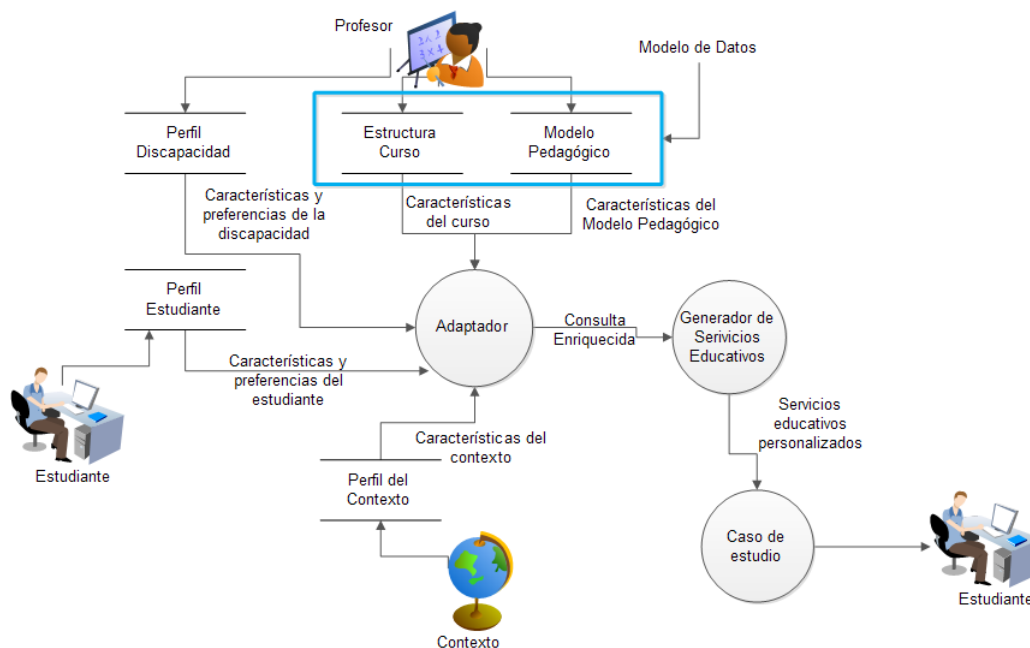 Profesor
Modelo de Datos
Perfil
Discapacidad
Estructura
Curso
Modelo
Pedagógico
Características y
preferencias de la
discapacidad
Características
del curso
Características del
Modelo Pedagógico
Perfil
Estudiante
Adaptador
Consulta
Enriquecida
Generador de
Serivicios
Educativos
Características y
preferencias del
estudiante
Estudiante
Características del
contexto
Servicios
educativos
personalizados
Perfil del
Contexto
Caso de
estudio
Estudiante
Contexto